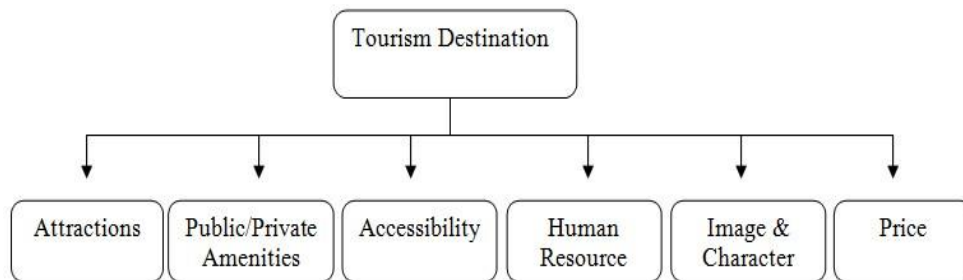 Tourism Destination
Attractions
Public/Private
Amenities
Accessibility
Human
Resource
Image &
Character
Price